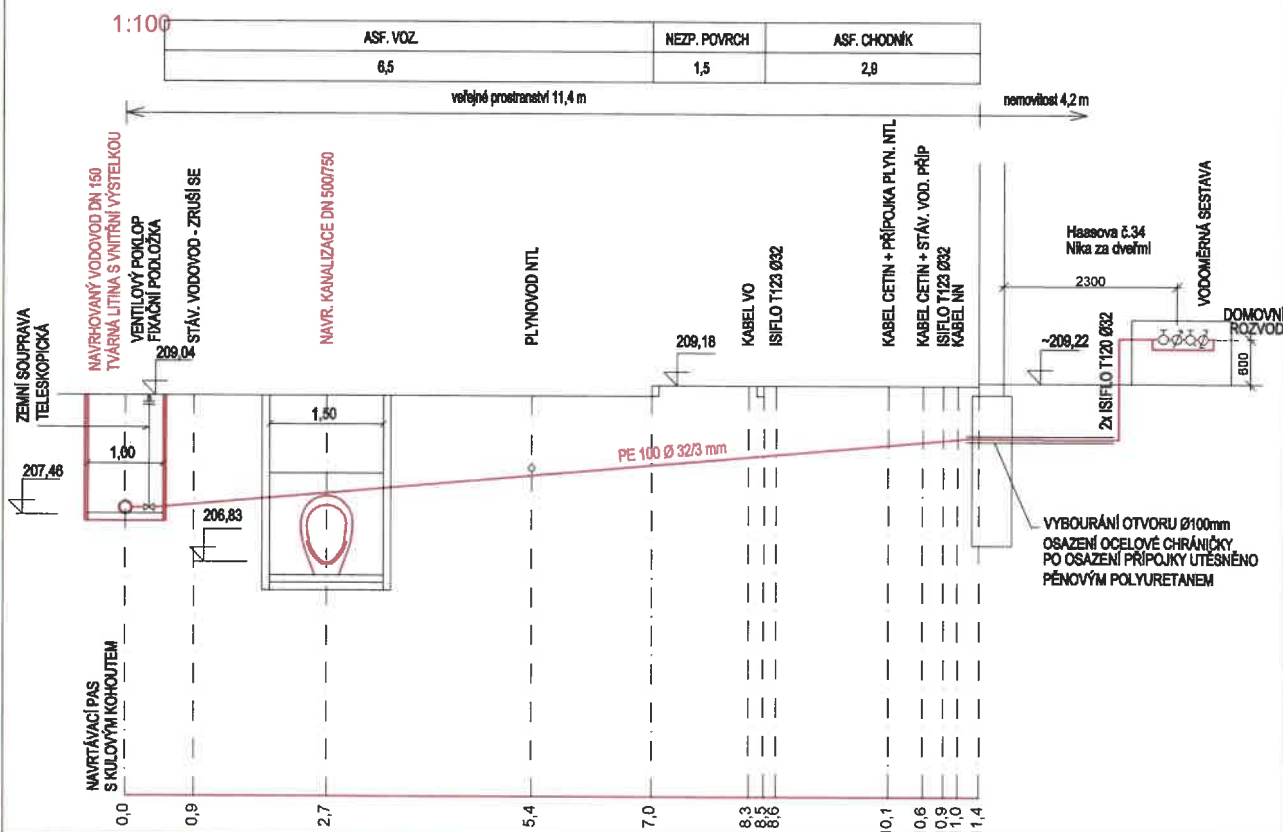 1:100
ASF. VOZ.
NEZP. POVRCH
ASF. CHODNÍK
6,5
1,5
2,9
veřejné prostranství 11,4 m
nemovitost 4,2 m
NAVRHOVANÝ VODOVOD DN 150
TVÁRNÁ LITINA S VNITŘNÍ VÝSTELKOU
VENTILOVÝ POKLOP
FIXAČNÍ PODLOŽKA
STÁV. VODOVOD - ZRUŠÍ SE
NAVR. KANALIZACE DN 500/750
PLYNOVOD NTL
KABEL VO
ISIFLO T123 Ø32
KABEL CETIN + PŘÍPOJKA PLYN. NTL
KABEL CETIN + STÁV. VOD. PŘÍP
ISIFLO T123 Ø32
KABEL NN
Haasova č.34
Nika za dveřmi
VODOMĚRNÁ SESTAVA
2300
DOMOVNÍ
ROZVOD
600
ZEMNÍ SOUPRAVA
TELESKOPICKÁ
209,04
209,18
~209,22
2x ISIFLO T120 Ø32
1,00
1,50
207,46
206,83
PE 100 Ø 32/3 mm
VYBOURÁNÍ OTVORU Ø100mm
OSAZENÍ OCELOVÉ CHRÁNIČKY
PO OSAZENÍ PŘÍPOJKY UTĚSNĚNO
PĚNOVÝM POLYURETANEM
NAVRTÁVACÍ PAS
S KULOVÝM KOHOUTEM
0,0
0,9
2,7
5,4
7,0
8,3
8,5
8,6
10,1
0,6
0,9
1,0
1,4